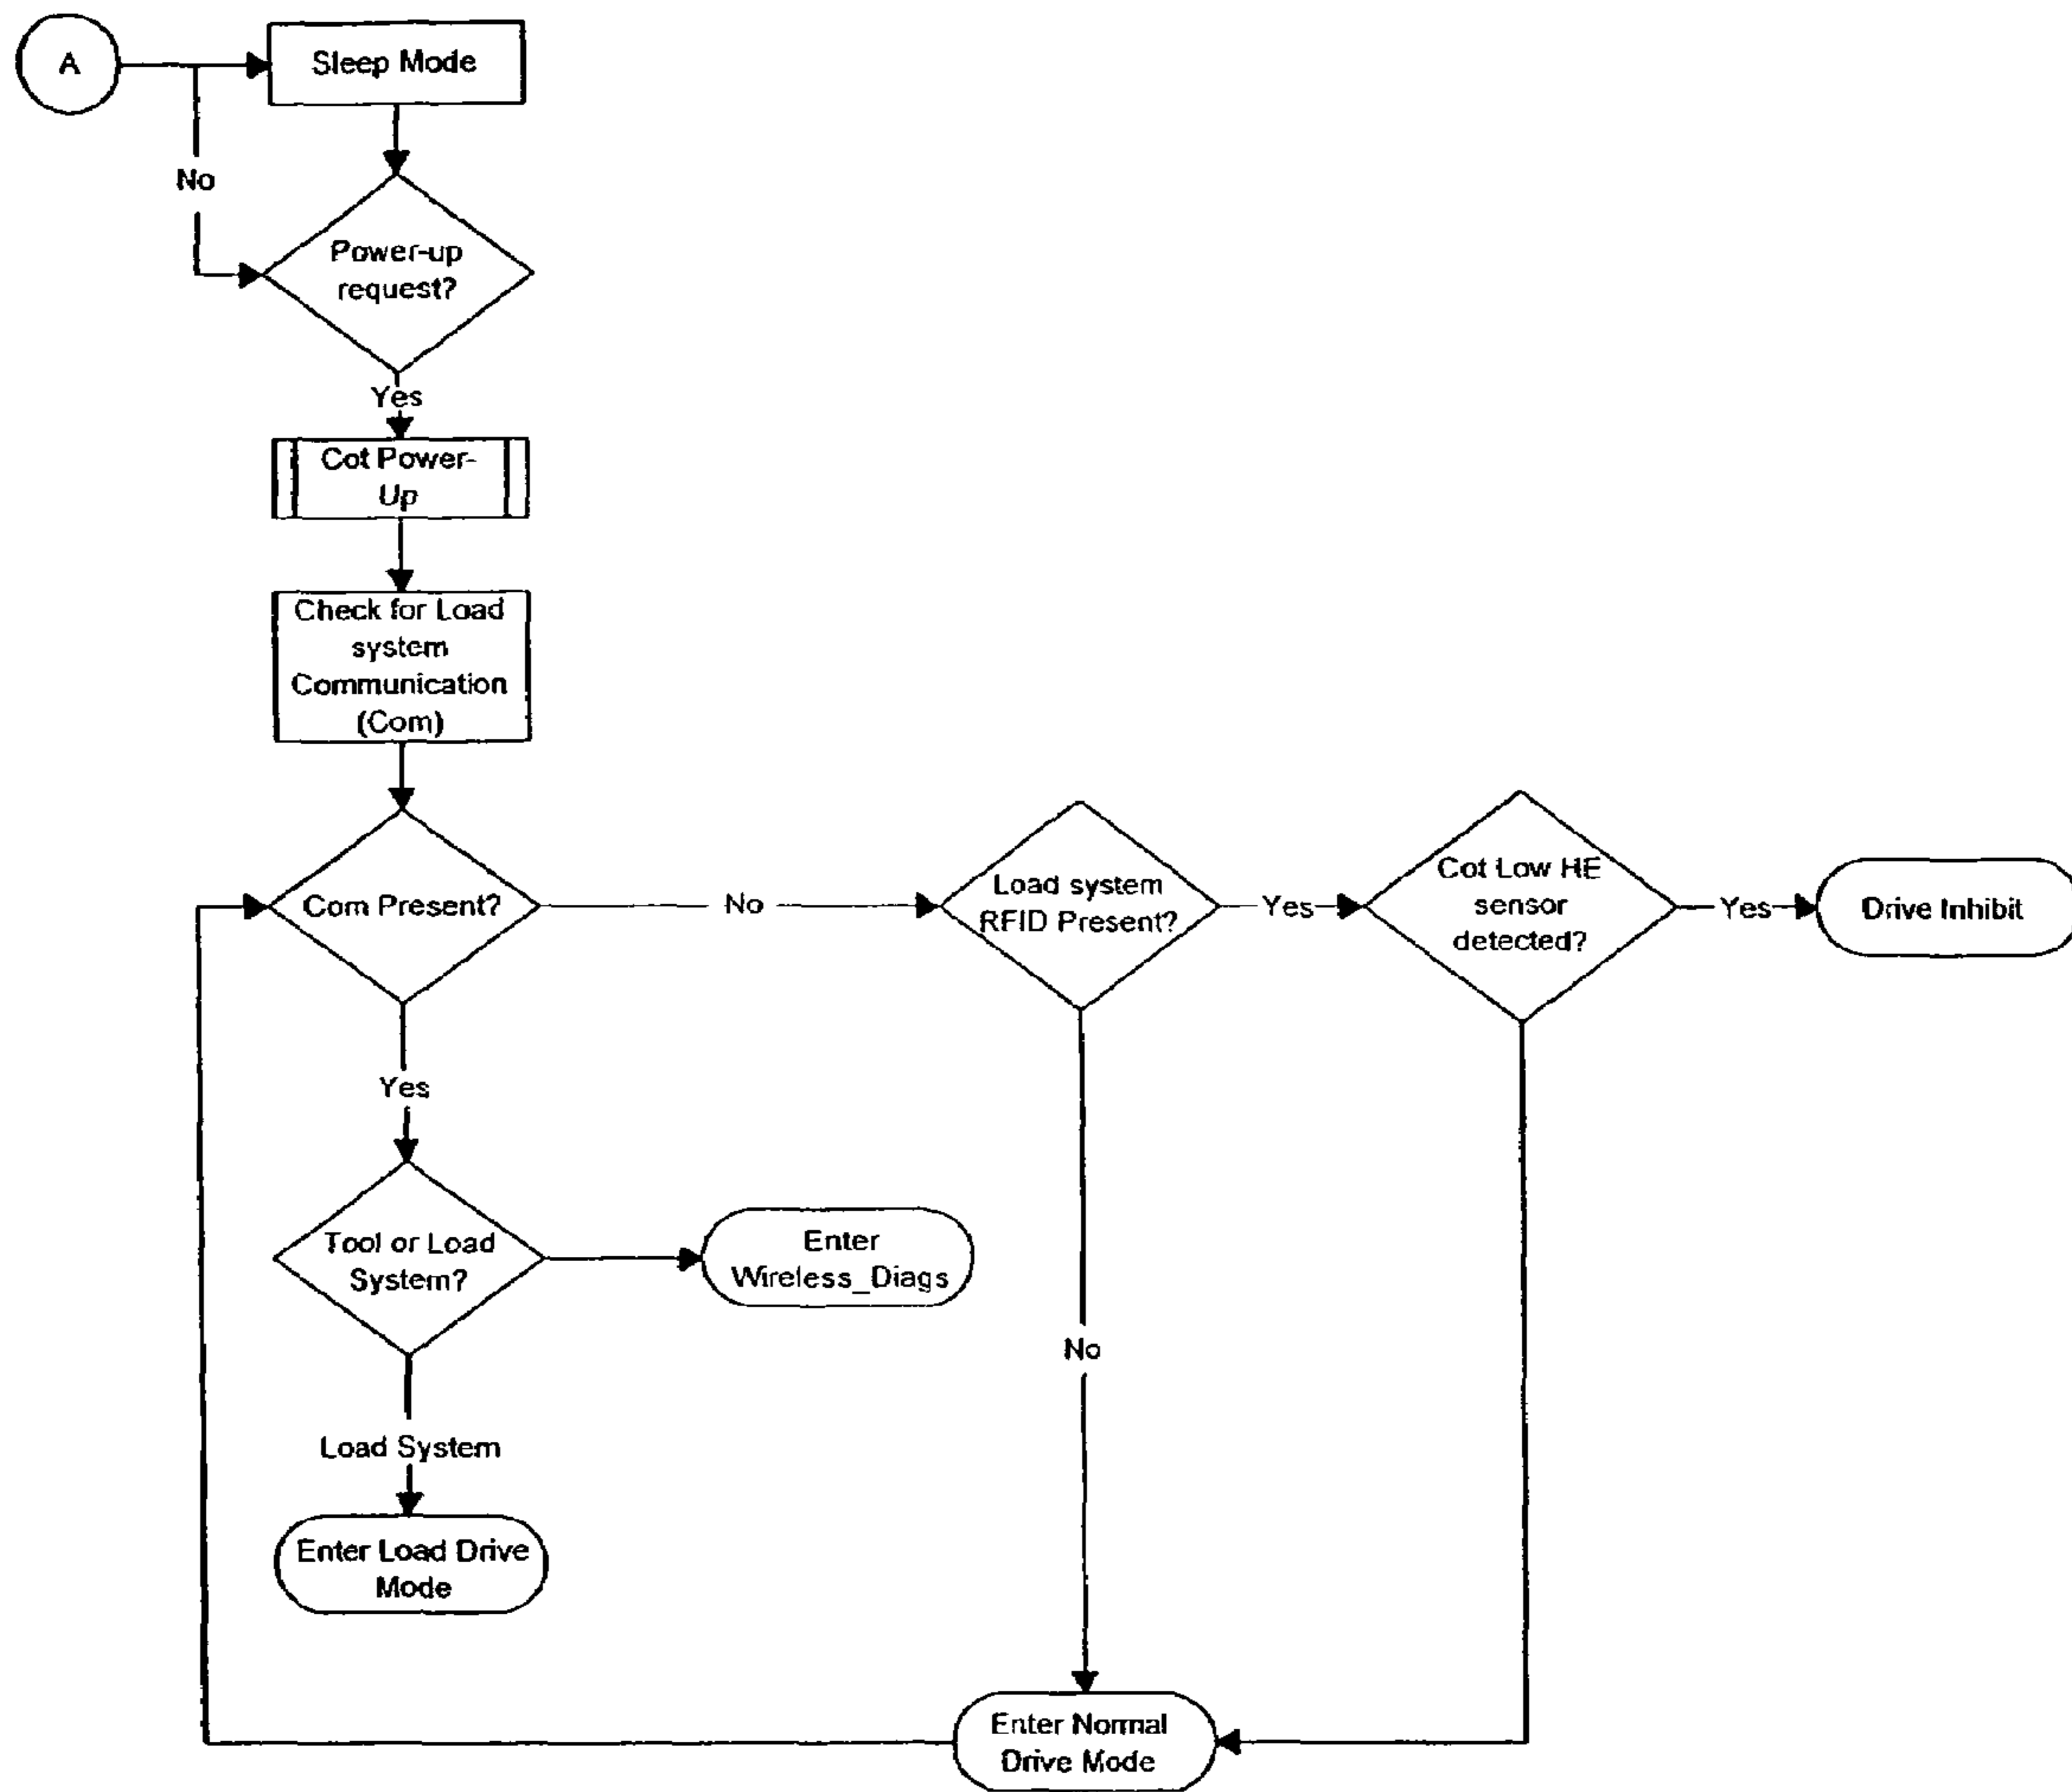 A
Sleep Mode
No
Power-up
request?
Yes
Cot Power-
Up
Check for Load
system
Communication
(Com)
Com Present?
No
Load system
RFID Present?
Yes
Cot Low HE
sensor
detected?
Yes
Drive Inhibit
Yes
Tool or Load
System?
Enter
Wireless_Diags
No
Load System
Enter Load Drive
Mode
Enter Normal
Drive Mode